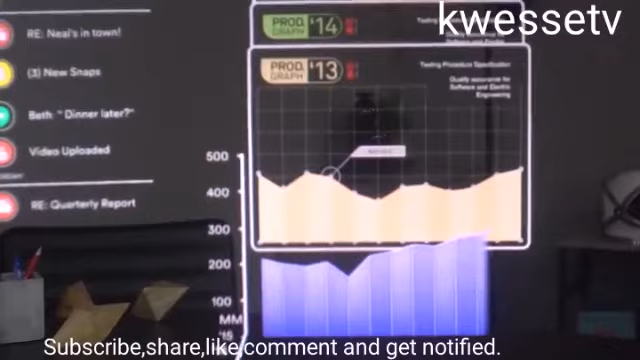 kwessetv
RE: Neal's in town!
(3) New Snaps
Beth: " Dinner later?"
Video Uploaded
RE: Quarterly Report
PROD. GRAPH '14
PROD. GRAPH '13
Testing Procedure Specification
Quality assurance for
Software and Electric
Engineering
500
400
300
200
100
MM
'15
Subscribe,share,like,comment and get notified.